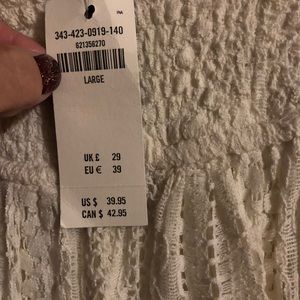 343-423-0919-140
621356270
LARGE
UK £ 29
EU € 39
US $ 39.95
CAN $ 42.95